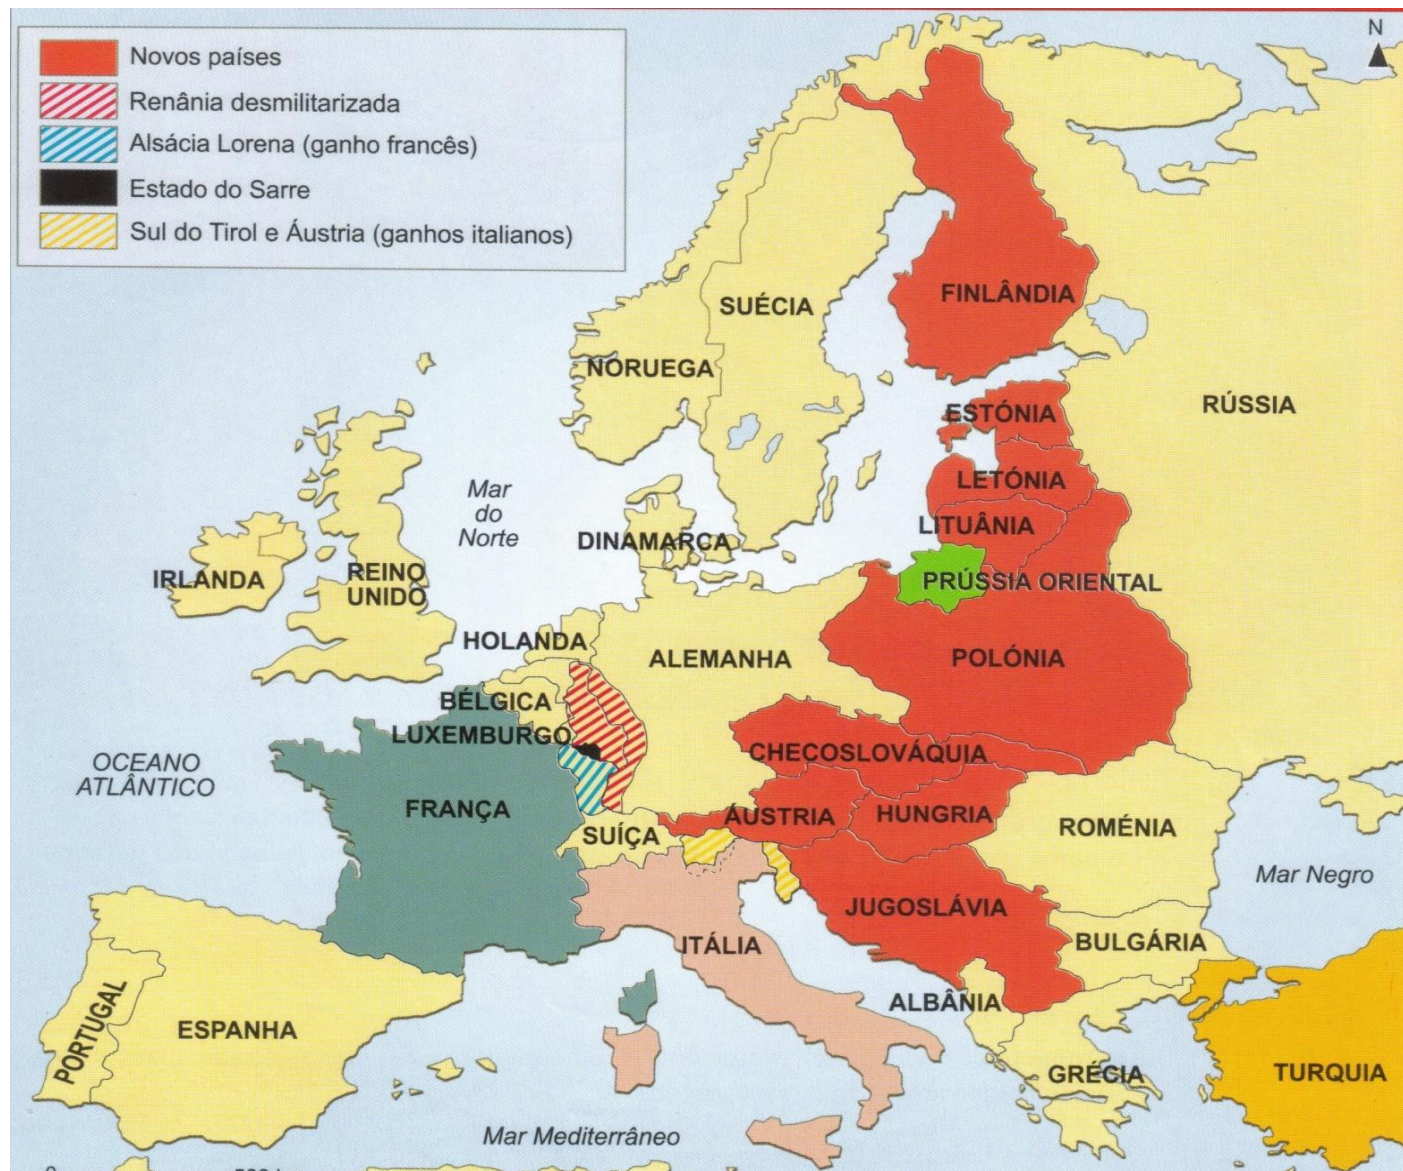 N
Novos países
Renânia desmilitarizada
Alsácia Lorena (ganho francês)
Estado do Sarre
Sul do Tirol e Áustria (ganhos italianos)
FINLÂNDIA
SUÉCIA
NORUEGA
RÚSSIA
ESTÓNIA
LETÓNIA
Mar
do
Norte
LITUÂNIA
DINAMARCA
IRLANDA
REINO
UNIDO
PRÚSSIA ORIENTAL
HOLANDA
ALEMANHA
POLÓNIA
BÉLGICA
LUXEMBURGO
CHECOSLOVÁQUIA
OCEANO
ATLÂNTICO
FRANÇA
ÁUSTRIA
HUNGRIA
SUÍÇA
ROMÉNIA
Mar Negro
JUGOSLÁVIA
ITÁLIA
BULGÁRIA
ALBÂNIA
PORTUGAL
ESPANHA
GRÉCIA
TURQUIA
Mar Mediterrâneo